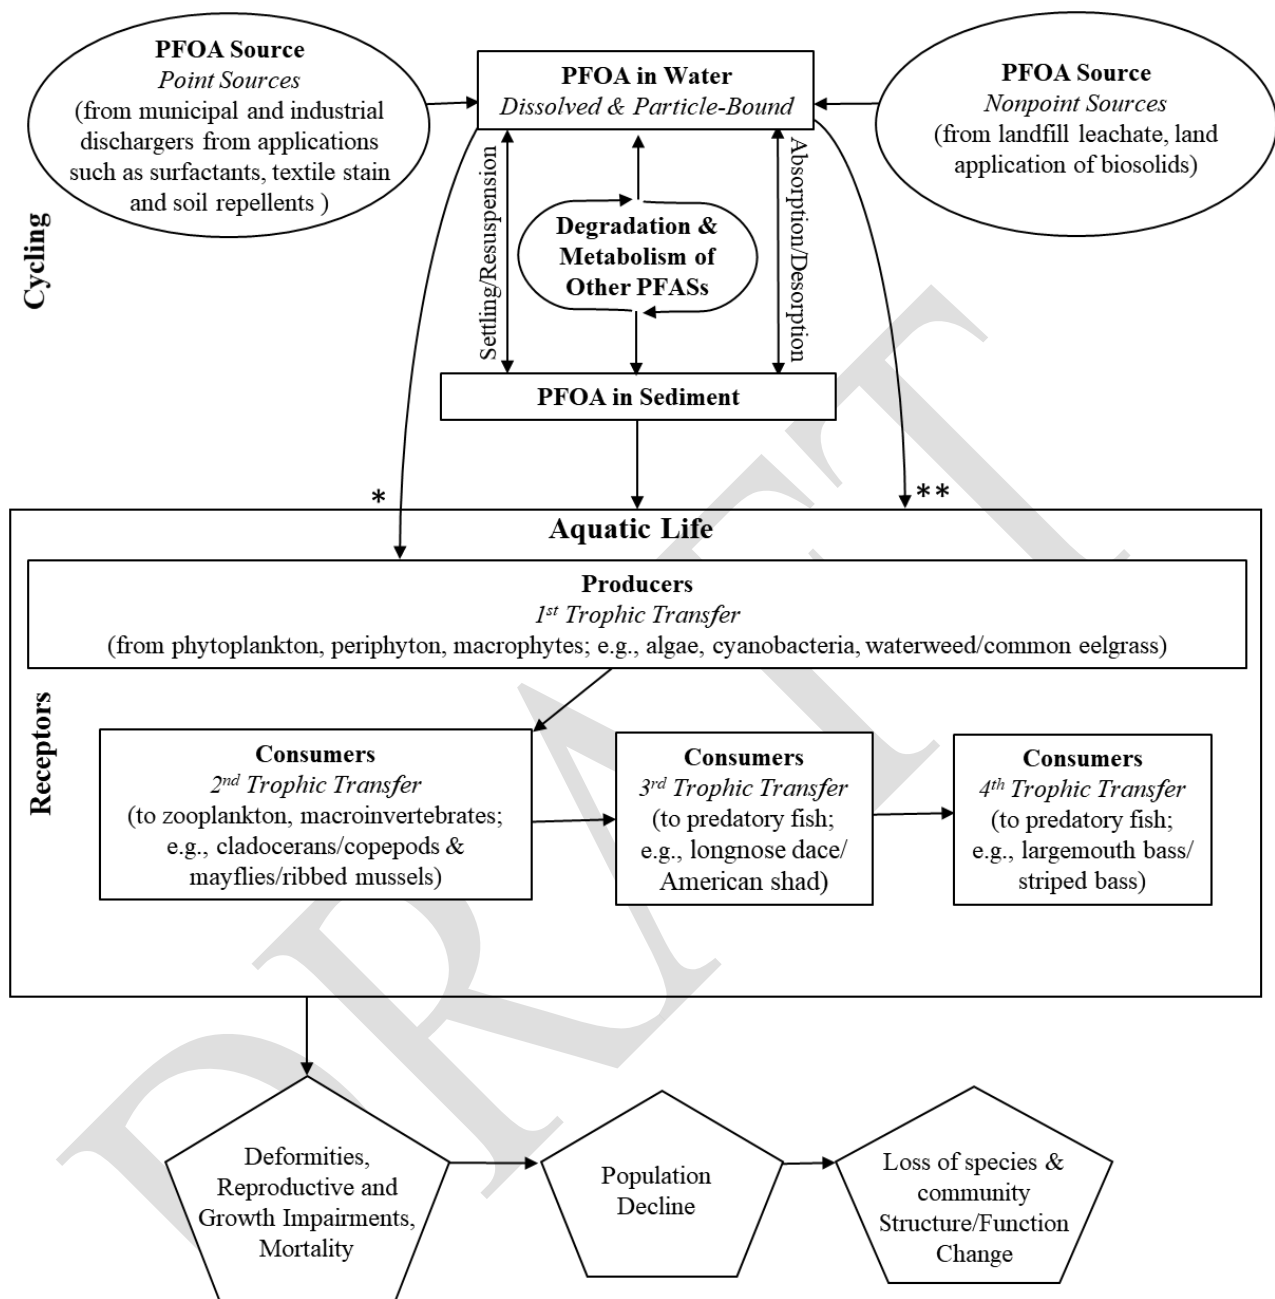 PFOA Source
Point Sources
(from municipal and industrial
dischargers from applications
such as surfactants, textile stain
and soil repellents )
PFOA in Water
Dissolved & Particle-Bound
PFOA Source
Nonpoint Sources
(from landfill leachate, land
application of biosolids)
Cycling
Settling/Resuspension
Degradation &
Metabolism of
Other PFASs
Absorption/Desorption
PFOA in Sediment
*
**
Aquatic Life
Producers
1st Trophic Transfer
(from phytoplankton, periphyton, macrophytes; e.g., algae, cyanobacteria, waterweed/common eelgrass)
Receptors
Consumers
2nd Trophic Transfer
(to zooplankton, macroinvertebrates;
e.g., cladocerans/copepods &
mayflies/ribbed mussels)
Consumers
3rd Trophic Transfer
(to predatory fish;
e.g., longnose dace/
American shad)
Consumers
4th Trophic Transfer
(to predatory fish;
e.g., largemouth bass/
striped bass)
Deformities,
Reproductive and
Growth Impairments,
Mortality
Population
Decline
Loss of species &
community
Structure/Function
Change
DRAFT